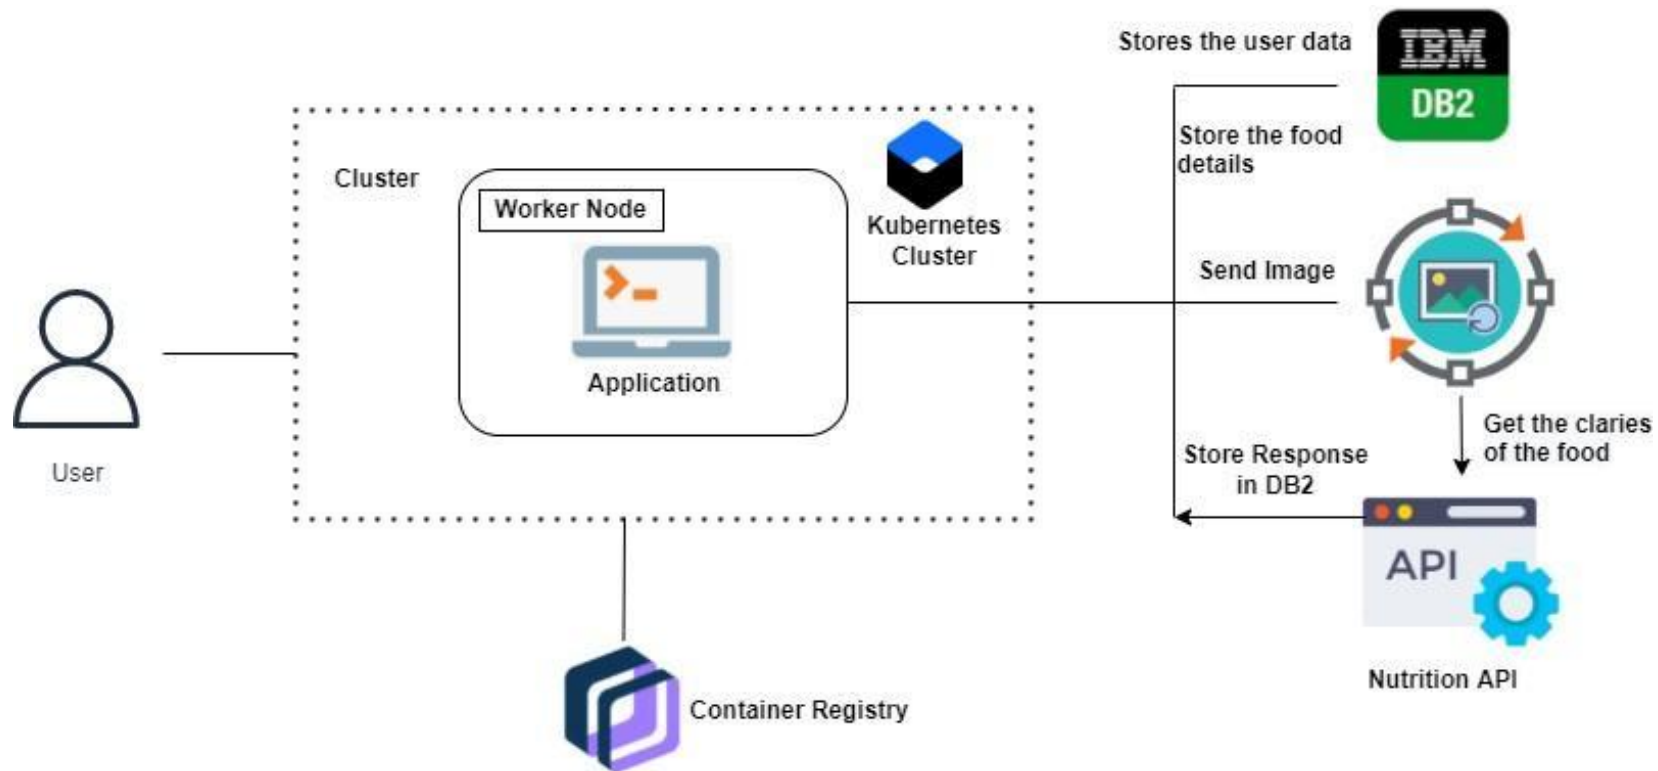 Stores the user data
IBM
DB2
Store the food
details
Cluster
Worker Node
Kubernetes
Cluster
Send Image
Application
User
Get the claries
of the food
Store Response
in DB2
API
Nutrition API
Container Registry